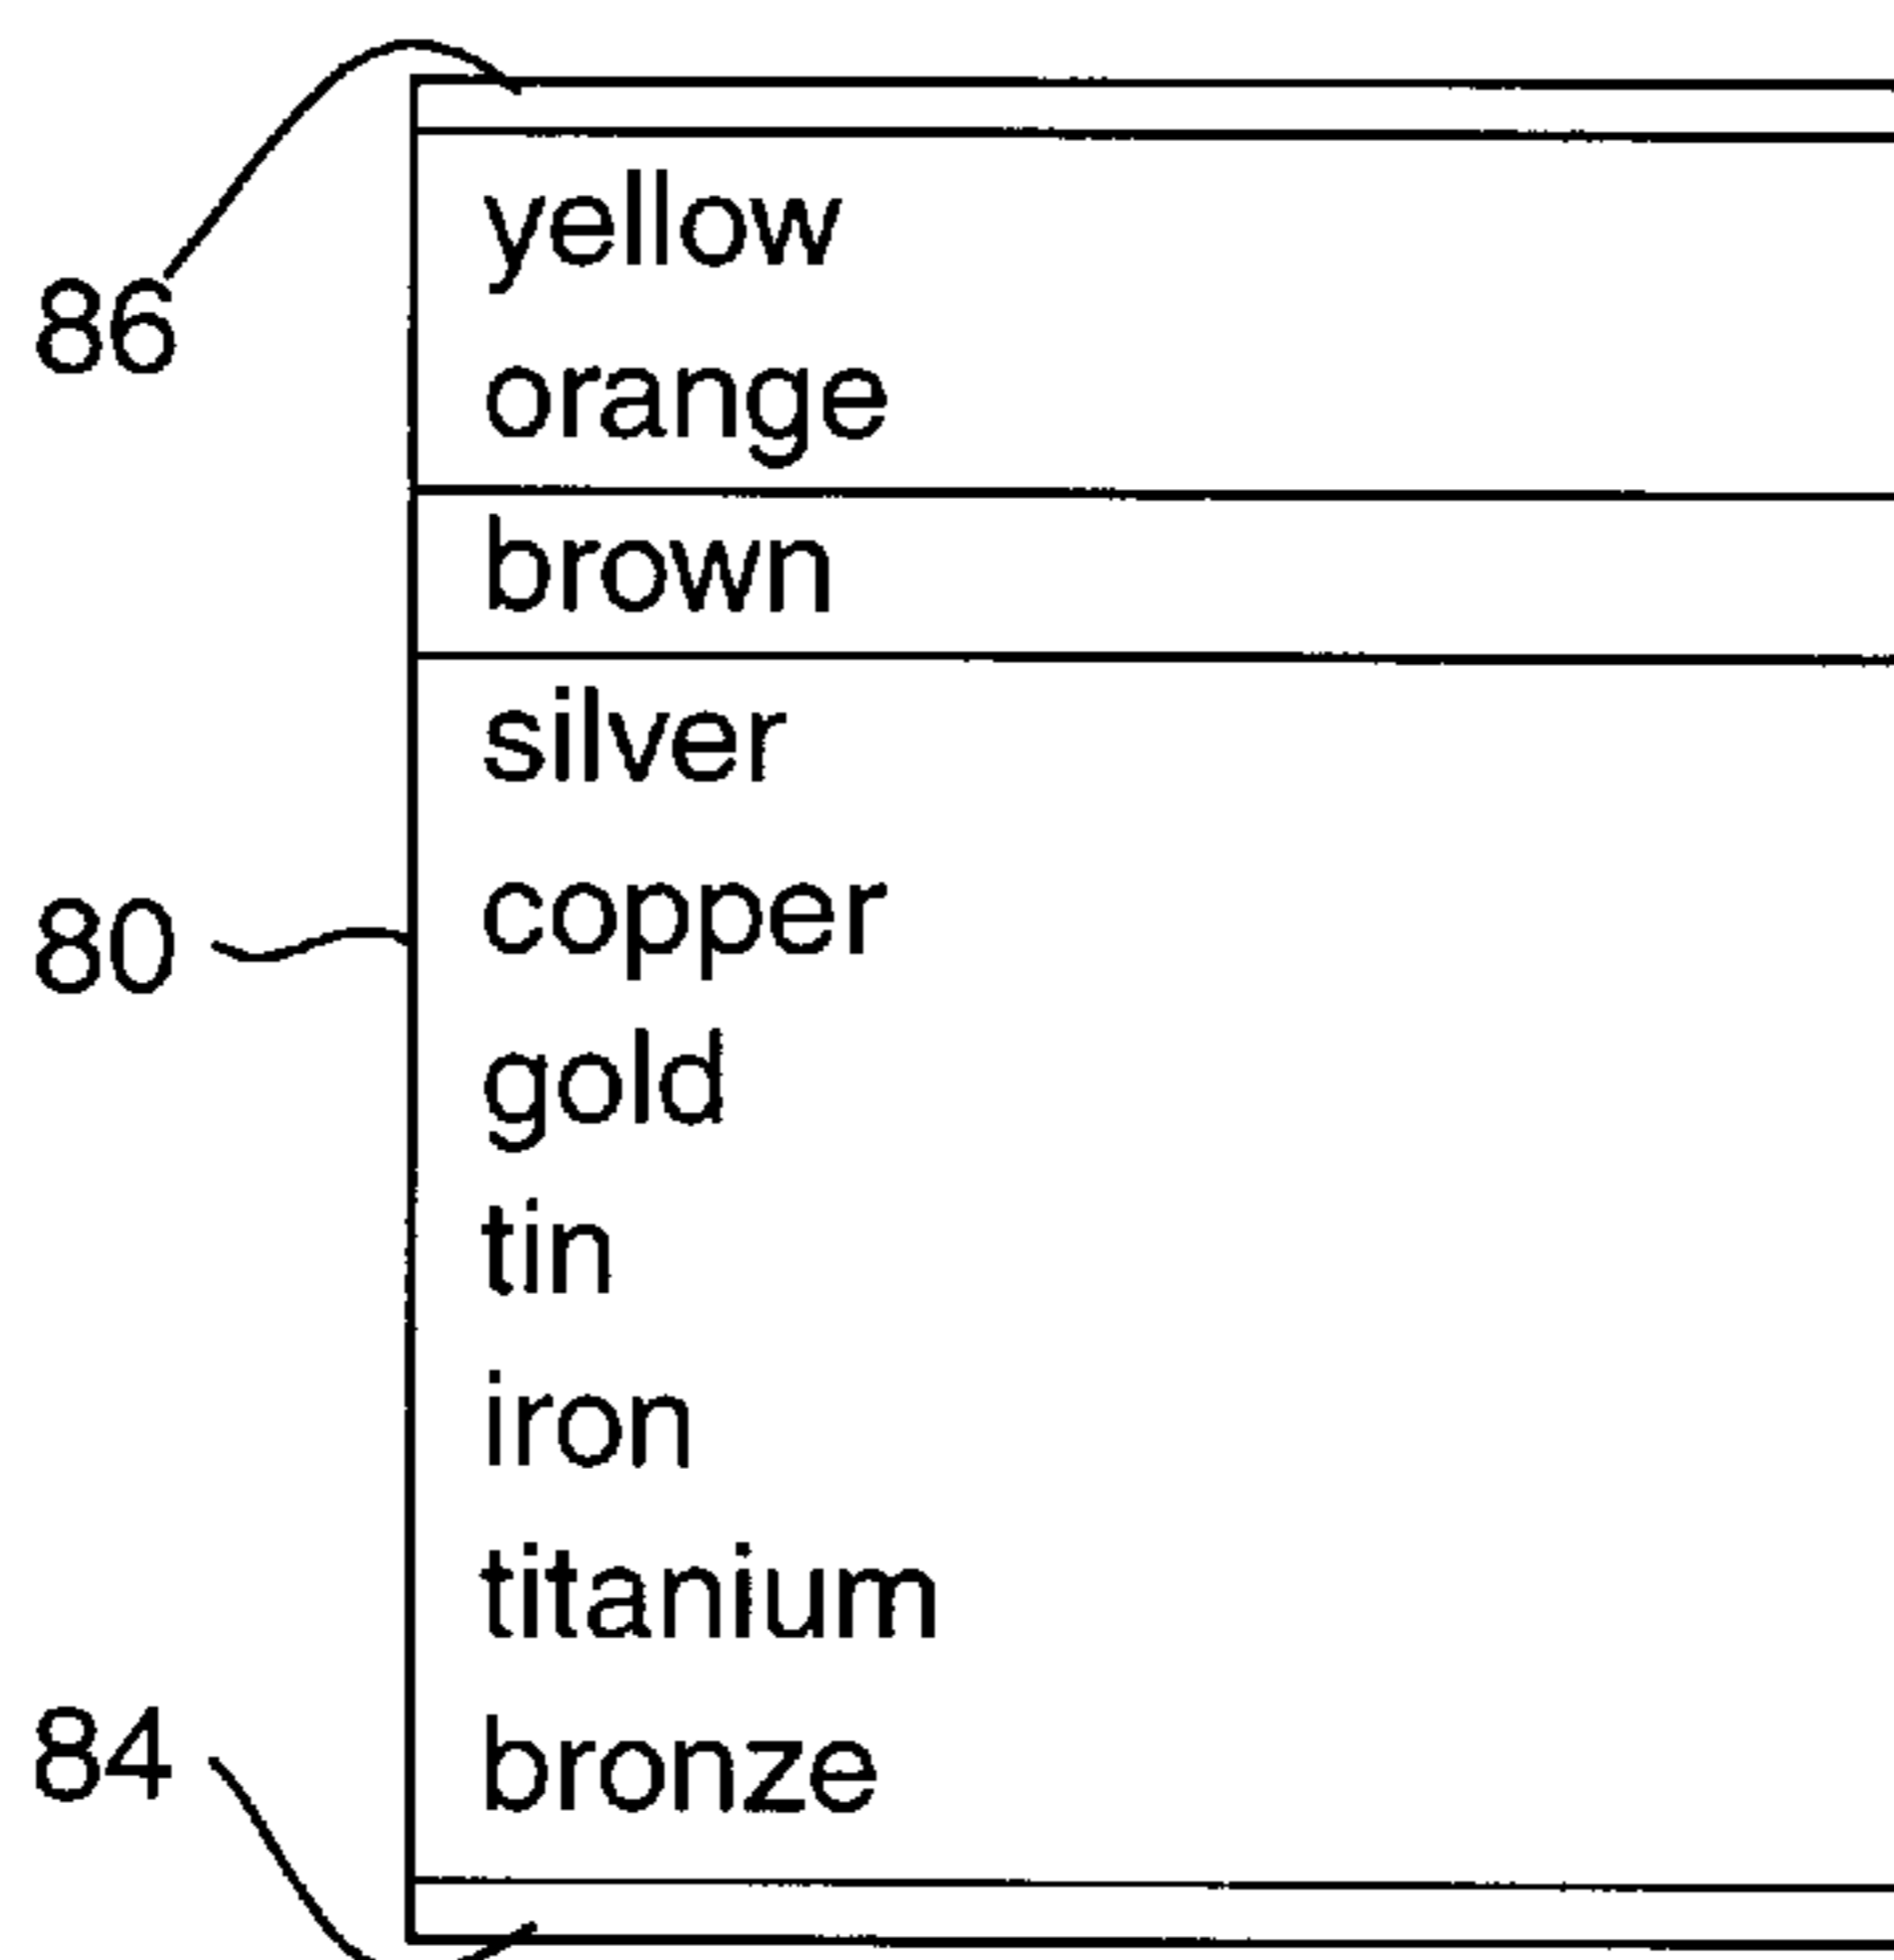 yellow
86
orange
brown
silver
copper
80
gold
tin
iron
titanium
84
bronze